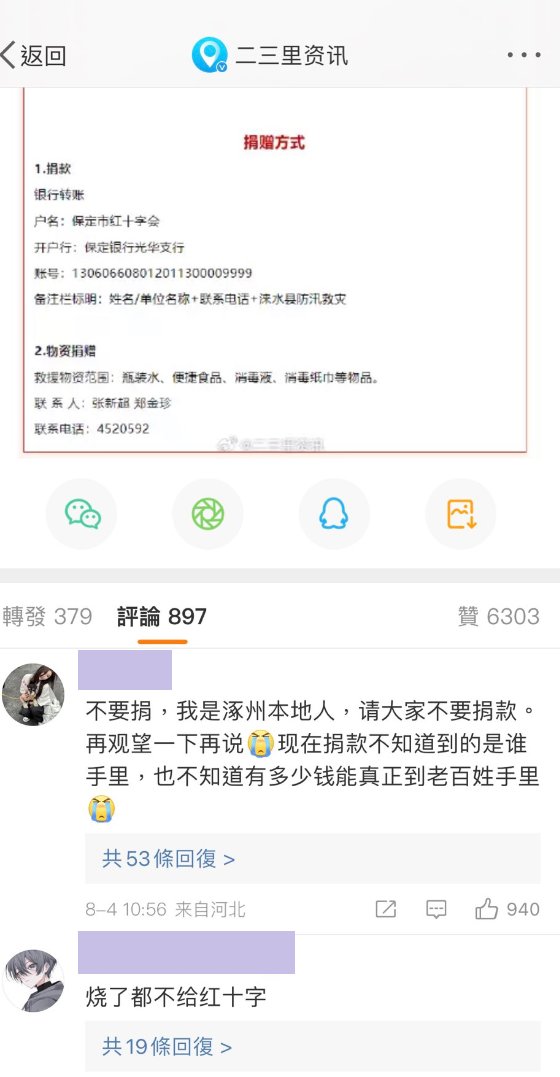 返回
二三里资讯
捐赠方式
1.捐款
银行转账
户名：保定市红十字会
开户行：保定银行光华支行
账号：13060660801201130000​9999
备注栏标明：姓名/单位名称+联系电话+涞水县防汛救灾
2.物资捐赠
救援物资范围：瓶装水、便捷食品、消毒液、消毒纸巾等物品。
联 系 人：张新超 郑金珍
联系电话：4520592
@二三里资讯
轉發 379 評論 897 贊 6303
不要捐，我是涿州本地人，请大家不要捐款。
再观望一下再说😭现在捐款不知道到的是谁
手里，也不知道有多少钱能真正到老百姓手里
😭
共53條回復 >
8-4 10:56 来自河北 940
烧了都不给红十字
共19條回復 >